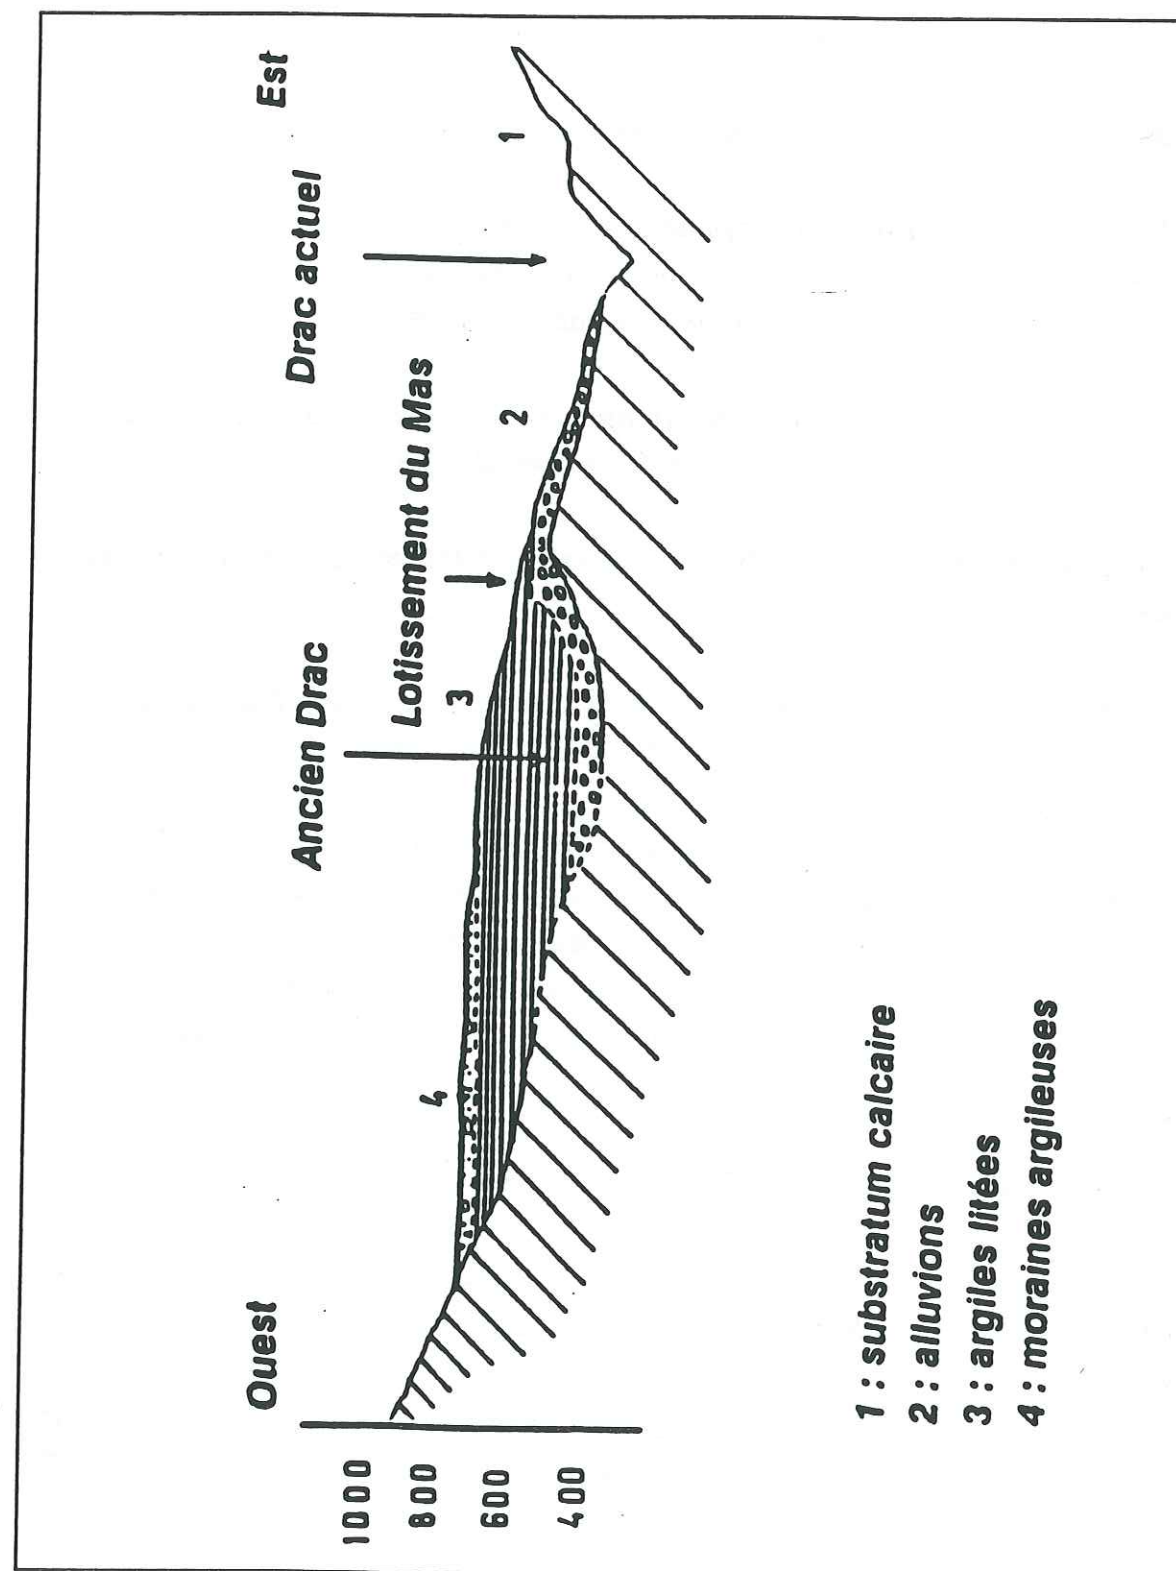 Ouest
Est
Ancien Drac
Lotissement du Mas
Drac actuel
1000
800
600
400
4
3
2
1
1 : substratum calcaire
2 : alluvions
3 : argiles litées
4 : moraines argileuses